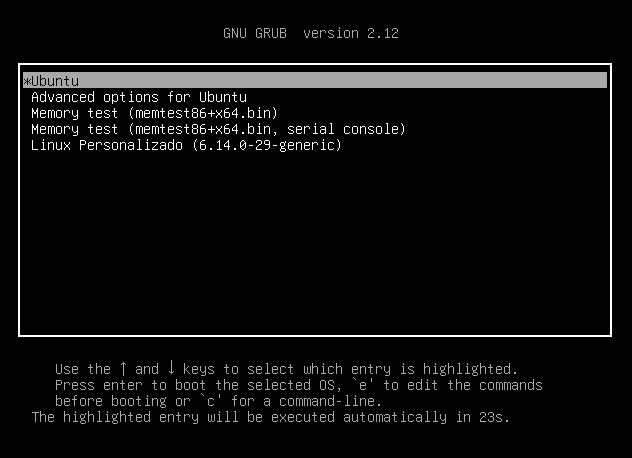 GNU GRUB version 2.12
*Ubuntu
Advanced options for Ubuntu
Memory test (memtest86+x64.bin)
Memory test (memtest86+x64.bin, serial console)
Linux Personalizado (6.14.0-29-generic)
Use the ↑ and ↓ keys to select which entry is highlighted.
Press enter to boot the selected OS, `e' to edit the commands
before booting or `c' for a command-line.
The highlighted entry will be executed automatically in 23s.